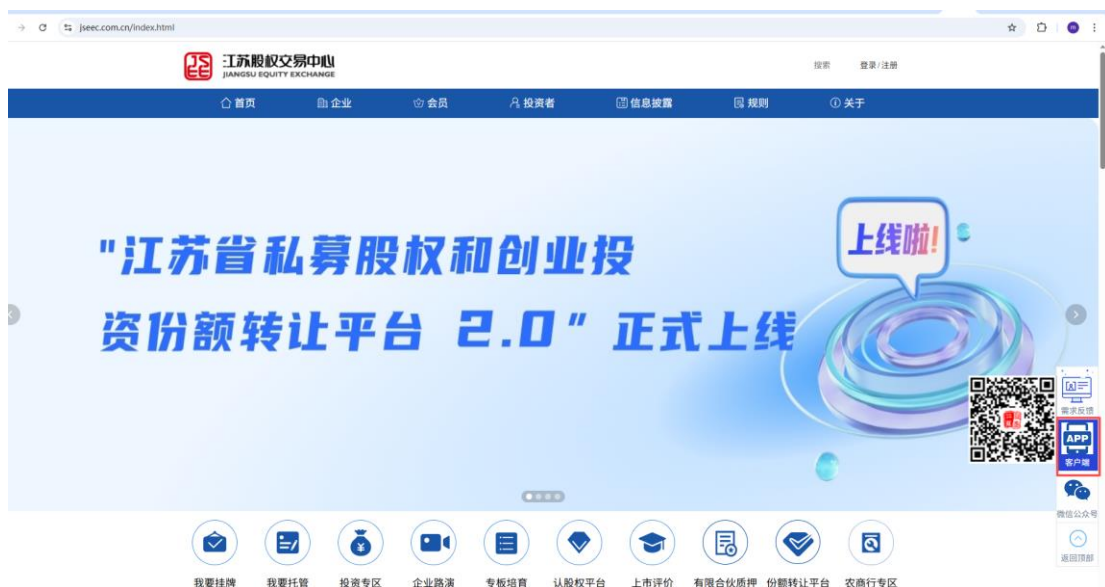 jseec.com.cn/index.html
江苏股权交易中心
JIANGSU EQUITY EXCHANGE
搜索 登录/注册
首页 企业 会员 投资者 信息披露 规则 关于
上线啦!
"江苏省私募股权和创业投
资份额转让平台 2.0" 正式上线
需求反馈
APP
客户端
微信公众号
返回顶部
我要挂牌 我要托管 投资专区 企业路演 专板培育 认股权平台 上市评价 有限合伙质押 份额转让平台 农商行专区